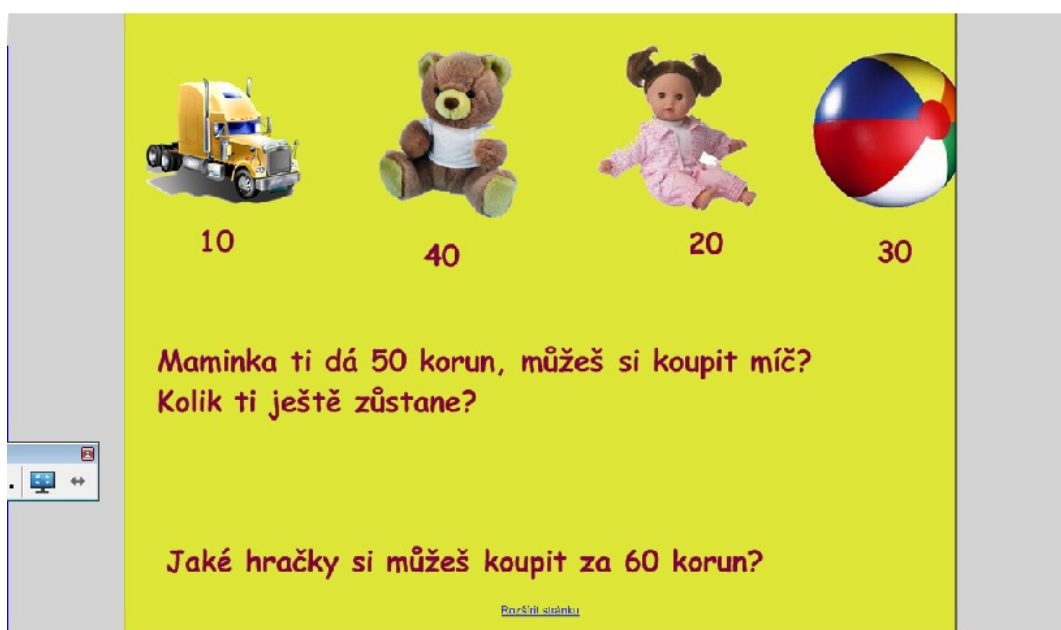 10
40
20
30
Maminka ti dá 50 korun, můžeš si koupit míč?
Kolik ti ještě zůstane?
Jaké hračky si můžeš koupit za 60 korun?
Rozšířit stránku